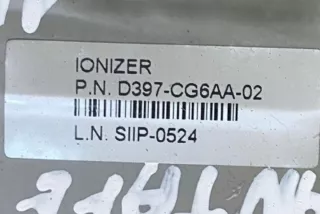 IONIZER
P.N. D397-CG6AA-02
L.N. SIIP-0524